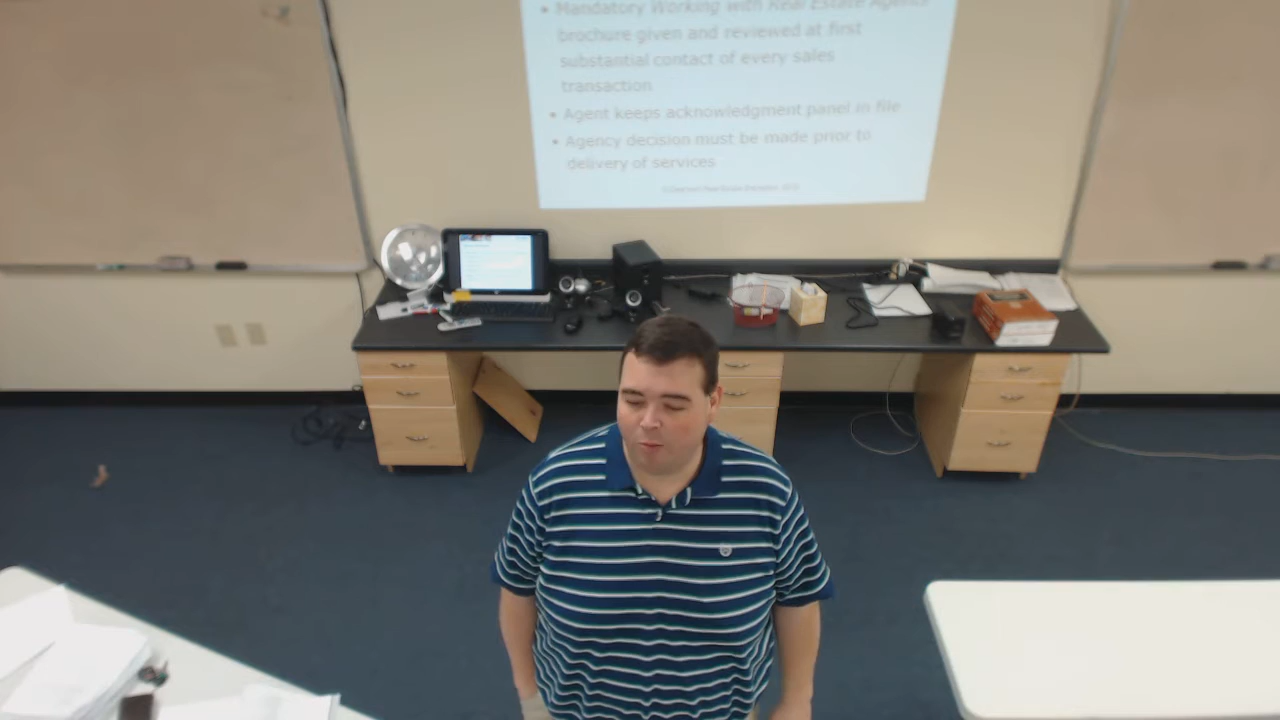 • Mandatory Working with Real Estate Agents
brochure given and reviewed at first
substantial contact of every sales
transaction
• Agent keeps acknowledgment panel in file
• Agency decision must be made prior to
delivery of services